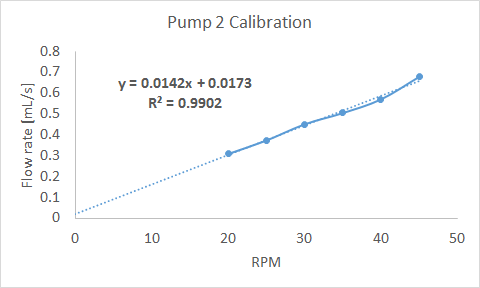 Pump 2 Calibration
y = 0.0142x + 0.0173
R² = 0.9902
Flow rate [mL/s]
0.8
0.7
0.6
0.5
0.4
0.3
0.2
0.1
0
0 10 20 30 40 50
RPM